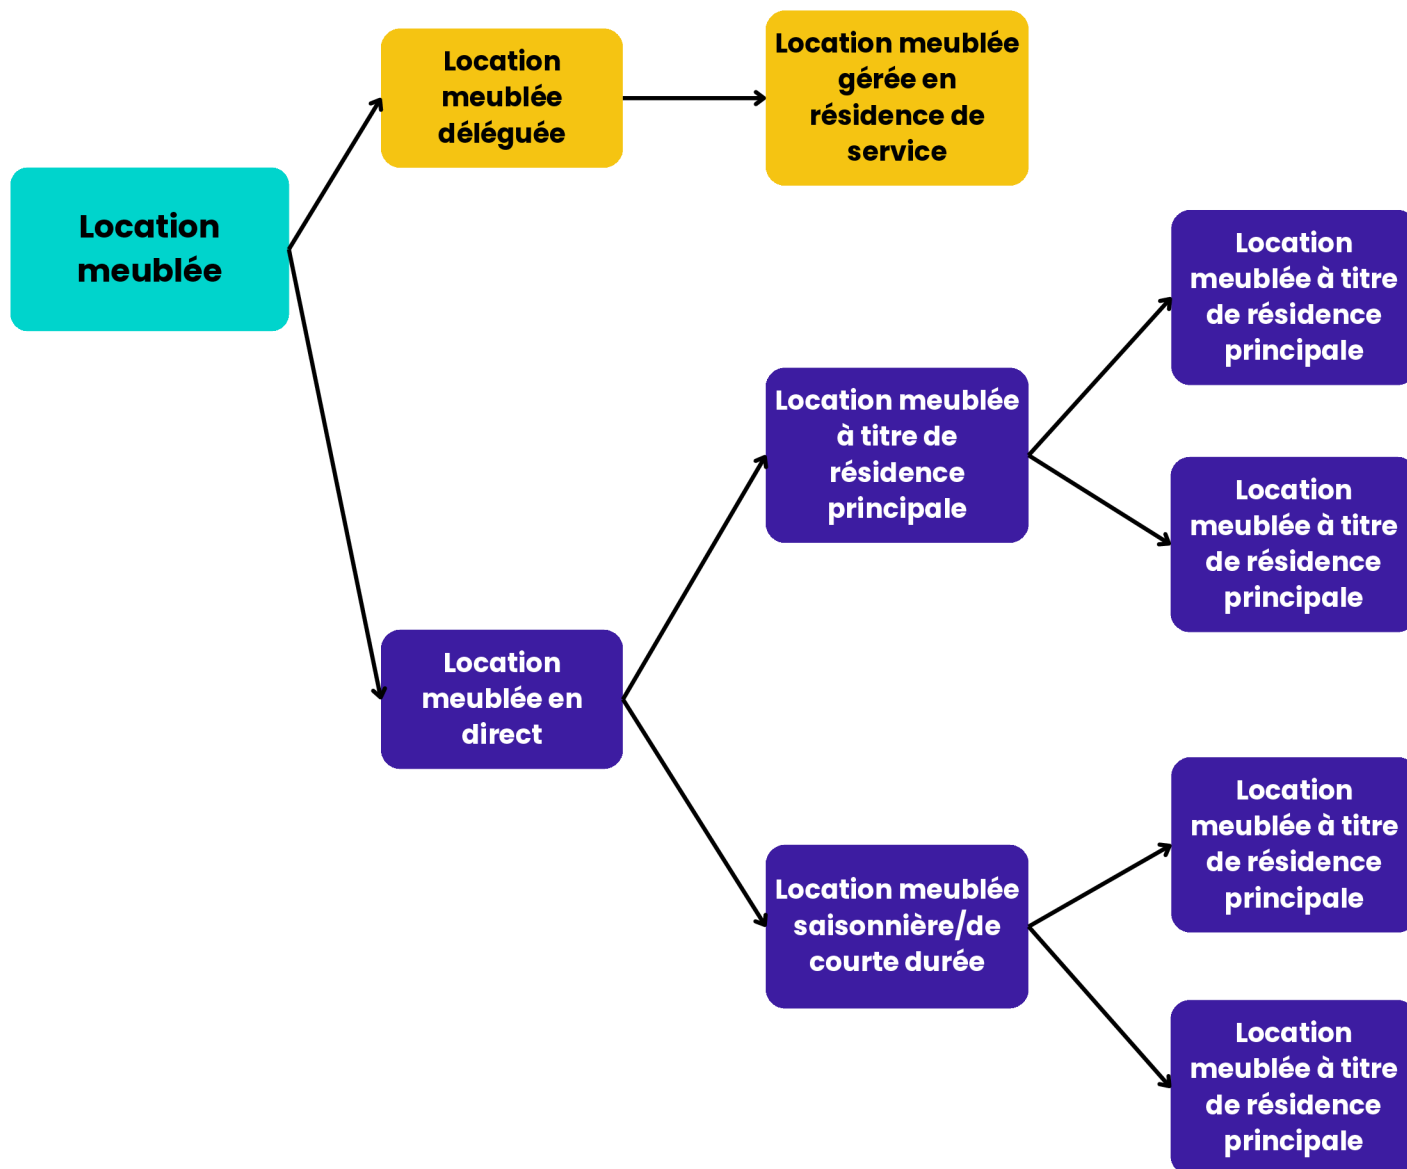 Location
meublée
Location
meublée
déléguée
Location meublée
gérée en
résidence de
service
Location
meublée en
direct
Location meublée
à titre de
résidence
principale
Location
meublée à titre
de résidence
principale
Location
meublée à titre
de résidence
principale
Location meublée
saisonnière/de
courte durée
Location
meublée à titre
de résidence
principale
Location
meublée à titre
de résidence
principale